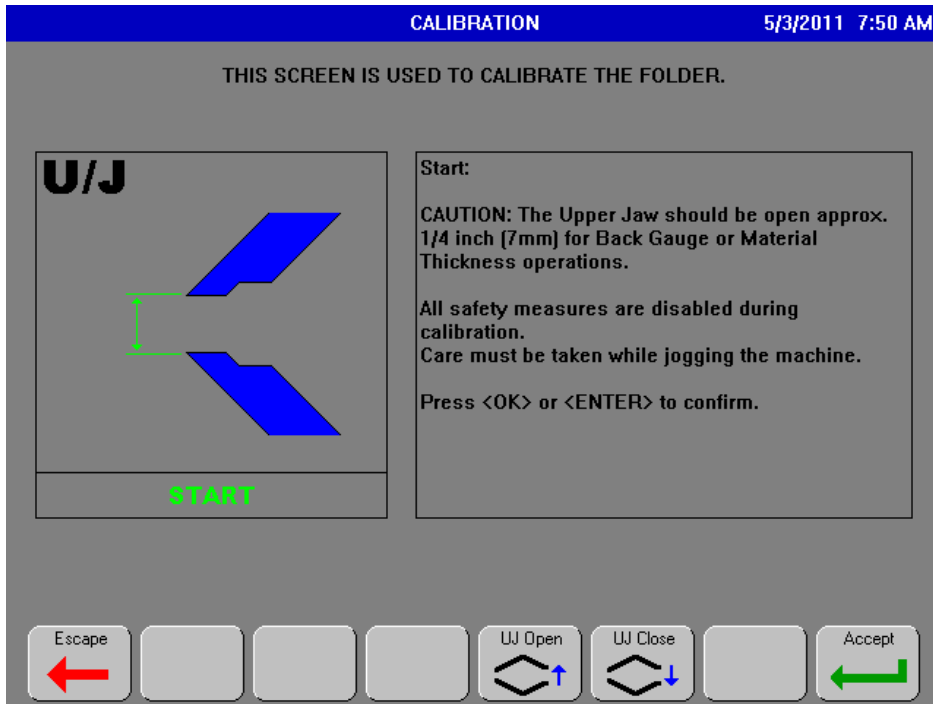 CALIBRATION 5/3/2011 7:50 AM
THIS SCREEN IS USED TO CALIBRATE THE FOLDER.
U/J
START
Start:
CAUTION: The Upper Jaw should be open approx.
1/4 inch (7mm) for Back Gauge or Material
Thickness operations.
All safety measures are disabled during
calibration.
Care must be taken while jogging the machine.
Press <OK> or <ENTER> to confirm.
Escape
UJ Open
UJ Close
Accept